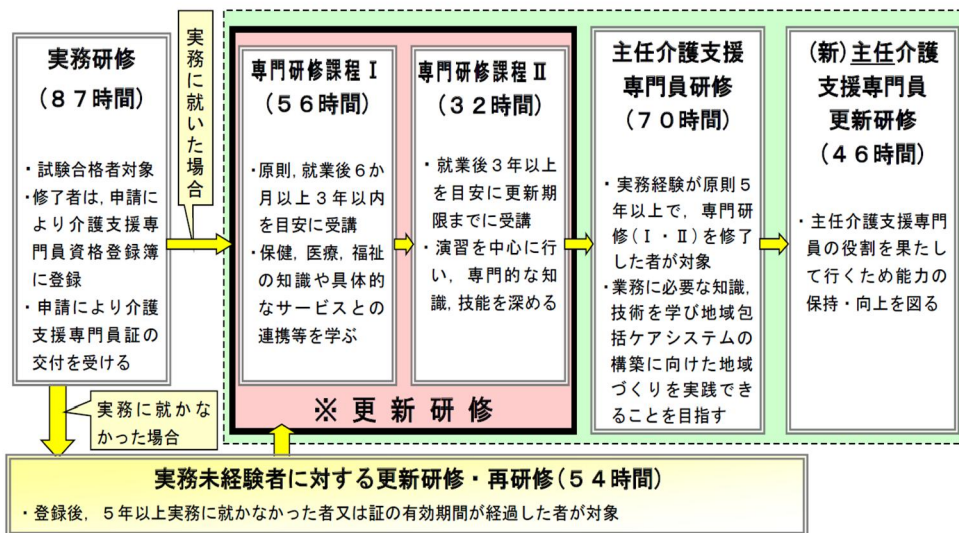 実務研修
(87時間)
・試験合格者対象
・修了者は,申請に
より介護支援専
門員資格登録簿
に登録
・申請により介護
支援専門員証の
交付を受ける
実務に就いた場合
専門研修課程Ⅰ
(56時間)
・原則,就業後6か
月以上3年以内
を目安に受講
・保健,医療,福祉
の知識や具体的
なサービスとの
連携等を学ぶ
専門研修課程Ⅱ
(32時間)
・就業後3年以上
を目安に更新期
限までに受講
・演習を中心に行
い,専門的な知
識,技能を深める
※更新研修
主任介護支援
専門員研修
(70時間)
・実務経験が原則5
年以上で,専門研
修(Ⅰ・Ⅱ)を修了
した者が対象
・業務に必要な知識,
技術を学び地域包
括ケアシステムの
構築に向けた地域
づくりを実践でき
ることを目指す
(新)主任介護
支援専門員
更新研修
(46時間)
・主任介護支援専門
員の役割を果たし
て行くため能力の
保持・向上を図る
実務に就かな
かった場合
実務未経験者に対する更新研修・再研修(54時間)
・登録後,5年以上実務に就かなかった者又は証の有効期間が経過した者が対象